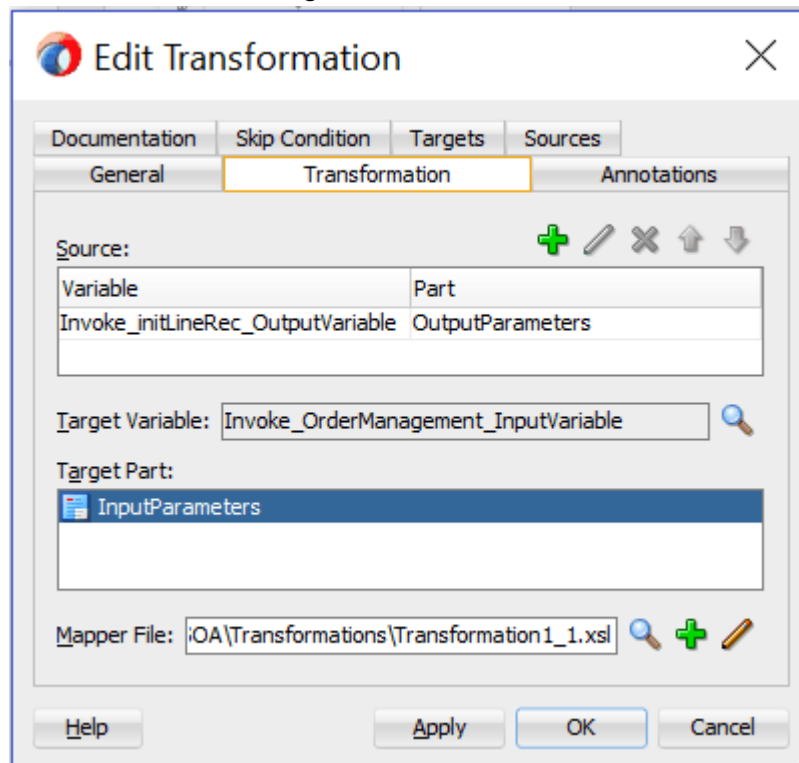 Edit Transformation
Documentation Skip Condition Targets Sources
General Transformation Annotations
Source:
Variable Part
Invoke_initLineRec_OutputVariable OutputParameters
Target Variable: Invoke_OrderManagement_InputVariable
Target Part:
InputParameters
Mapper File: OA\Transformations\Transformation1_1.xsl
Help Apply OK Cancel